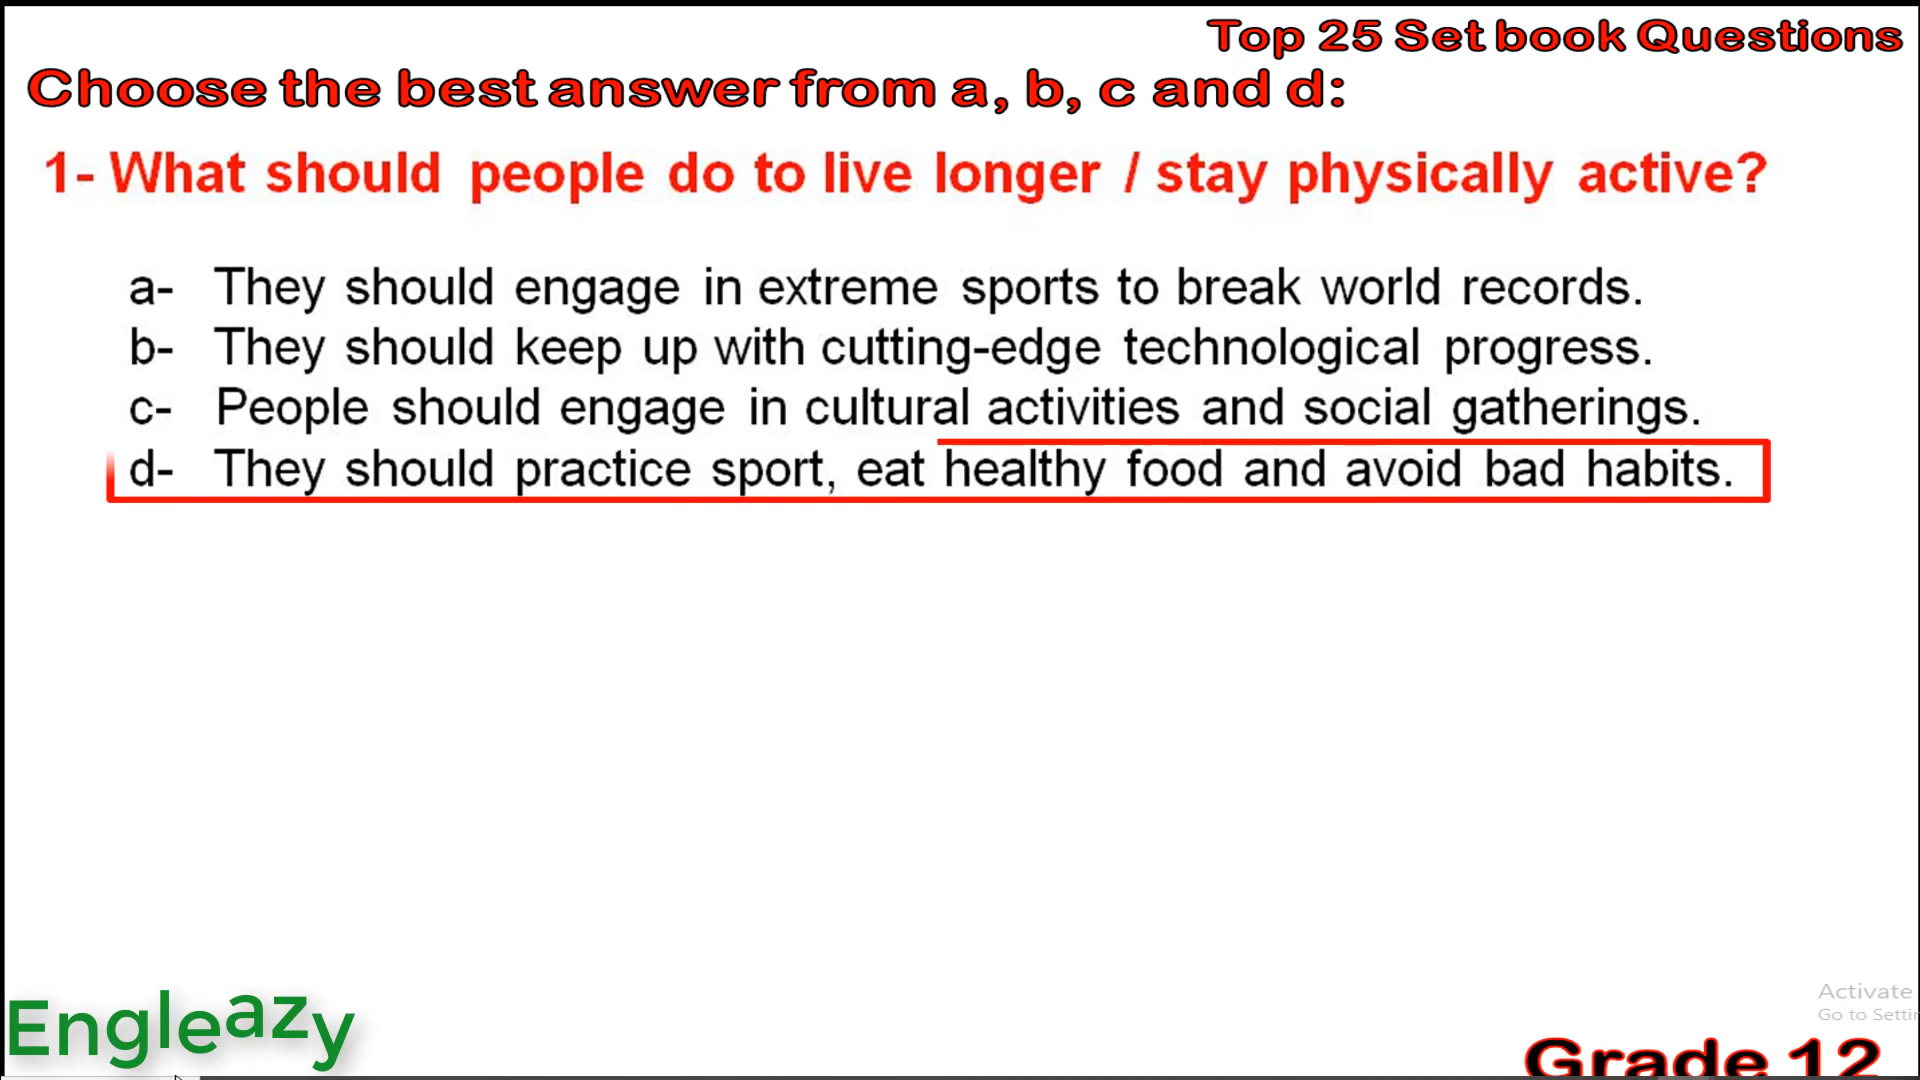 Top 25 Set book Questions
Choose the best answer from a, b, c and d:
1- What should people do to live longer / stay physically active?
a- They should engage in extreme sports to break world records.
b- They should keep up with cutting-edge technological progress.
c- People should engage in cultural activities and social gatherings.
d- They should practice sport, eat healthy food and avoid bad habits.
Engleazy
Activate
Go to Settin
Grade 12